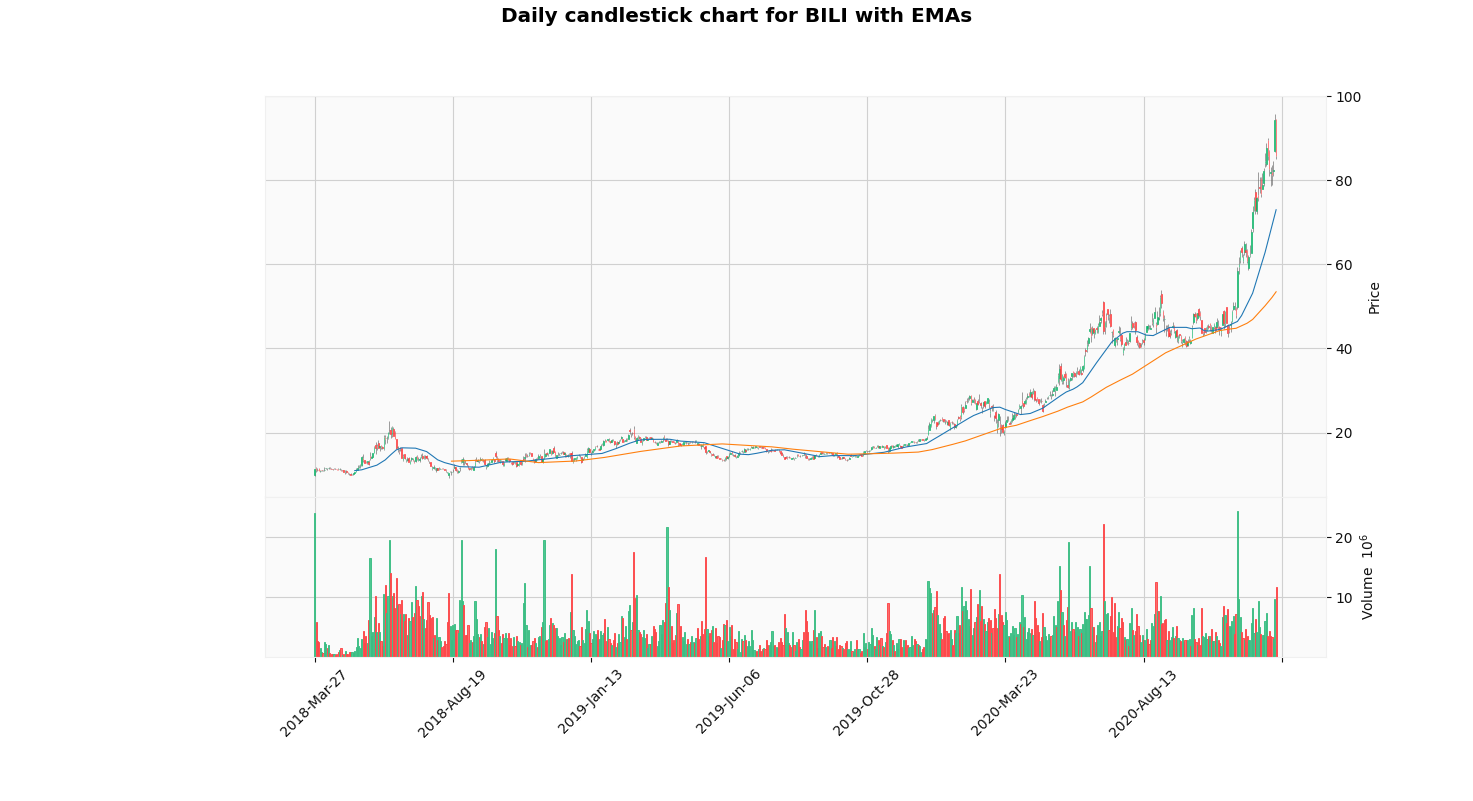 Daily candlestick chart for BILI with EMAs
100
80
60
40
20
Price
20
10
Volume 10^6
2018-Mar-27
2018-Aug-19
2019-Jan-13
2019-Jun-06
2019-Oct-28
2020-Mar-23
2020-Aug-13